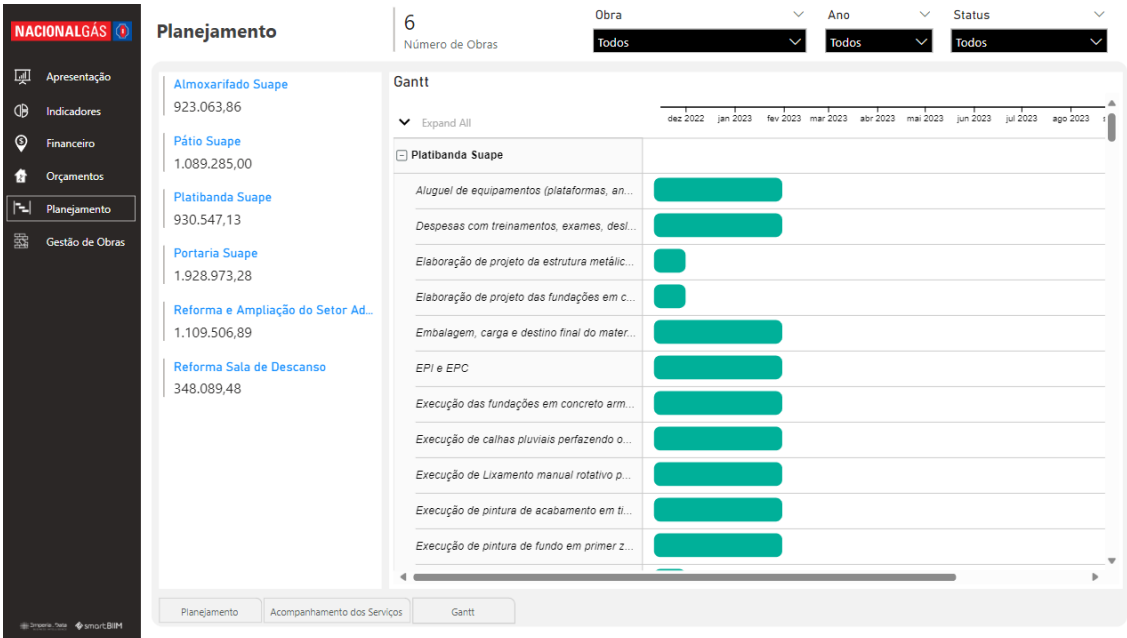 NACIONALGÁS
Apresentação
Indicadores
Financeiro
Orçamentos
Planejamento
Gestão de Obras
smartBIIM
Planejamento
6
Número de Obras
Obra
Todos
Ano
Todos
Status
Todos
Almoxarifado Suape
923.063,86
Pátio Suape
1.089.285,00
Platibanda Suape
930.547,13
Portaria Suape
1.928.973,28
Reforma e Ampliação do Setor Ad...
1.109.506,89
Reforma Sala de Descanso
348.089,48
Gantt
Expand All
dez 2022 jan 2023 fev 2023 mar 2023 abr 2023 mai 2023 jun 2023 jul 2023 ago 2023 s
Platibanda Suape
Aluguel de equipamentos (plataformas, an...
Despesas com treinamentos, exames, desl...
Elaboração de projeto da estrutura metálic...
Elaboração de projeto das fundações em c...
Embalagem, carga e destino final do mater...
EPI e EPC
Execução das fundações em concreto arm...
Execução de calhas pluviais perfazendo o...
Execução de Lixamento manual rotativo p...
Execução de pintura de acabamento em ti...
Execução de pintura de fundo em primer z...
Planejamento
Acompanhamento dos Serviços
Gantt